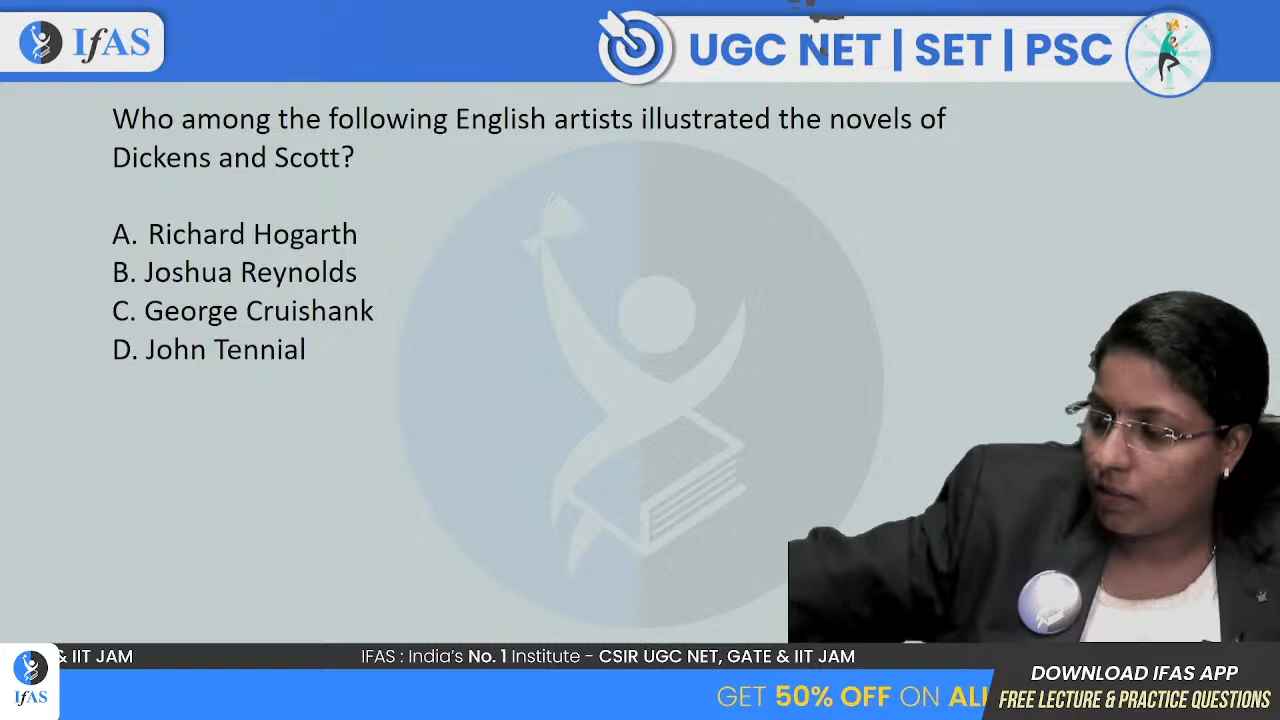 IfAS
UGC NET | SET | PSC
Who among the following English artists illustrated the novels of
Dickens and Scott?
A. Richard Hogarth
B. Joshua Reynolds
C. George Cruishank
D. John Tennial
& IIT JAM
IFAS : India's No. 1 Institute - CSIR UGC NET, GATE & IIT JAM
IfAS
GET 50% OFF ON
DOWNLOAD IFAS APP
FREE LECTURE & PRACTICE QUESTIONS